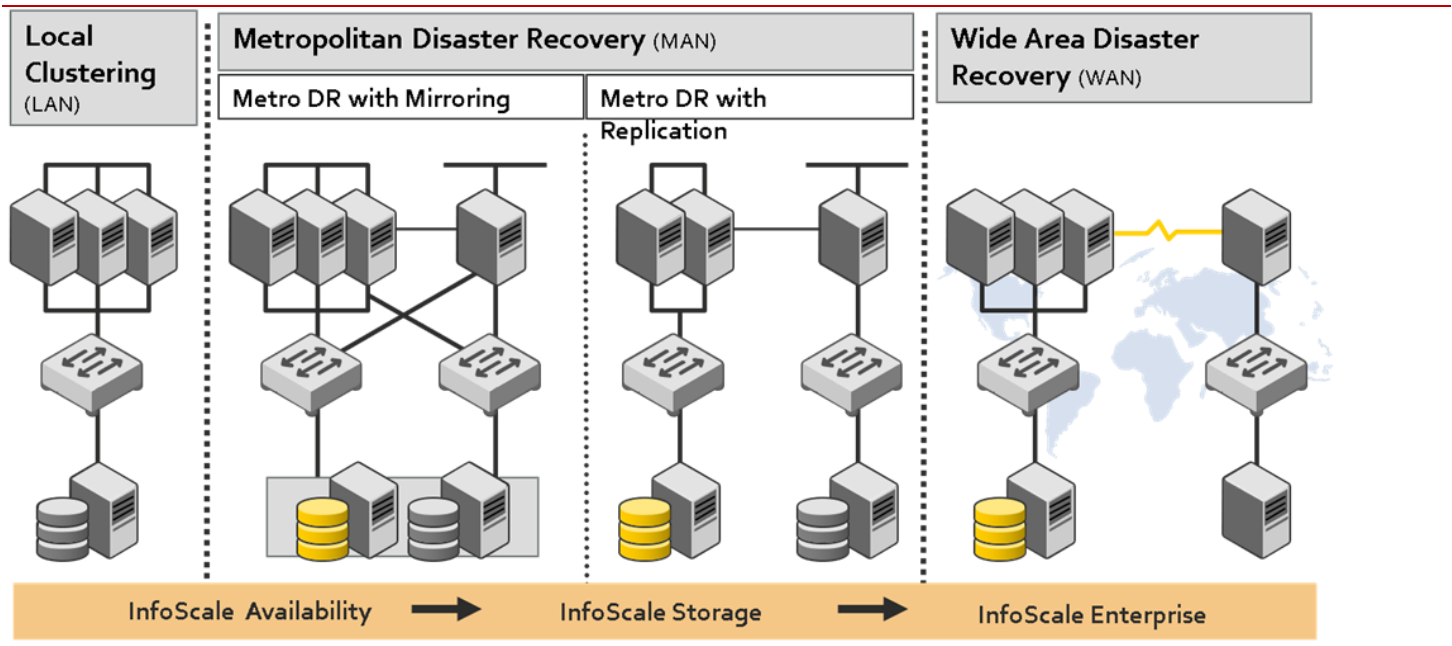 Local
Clustering
(LAN)
Metropolitan Disaster Recovery (MAN)
Metro DR with Mirroring
Metro DR with
Replication
Wide Area Disaster
Recovery (WAN)
InfoScale Availability
InfoScale Storage
InfoScale Enterprise